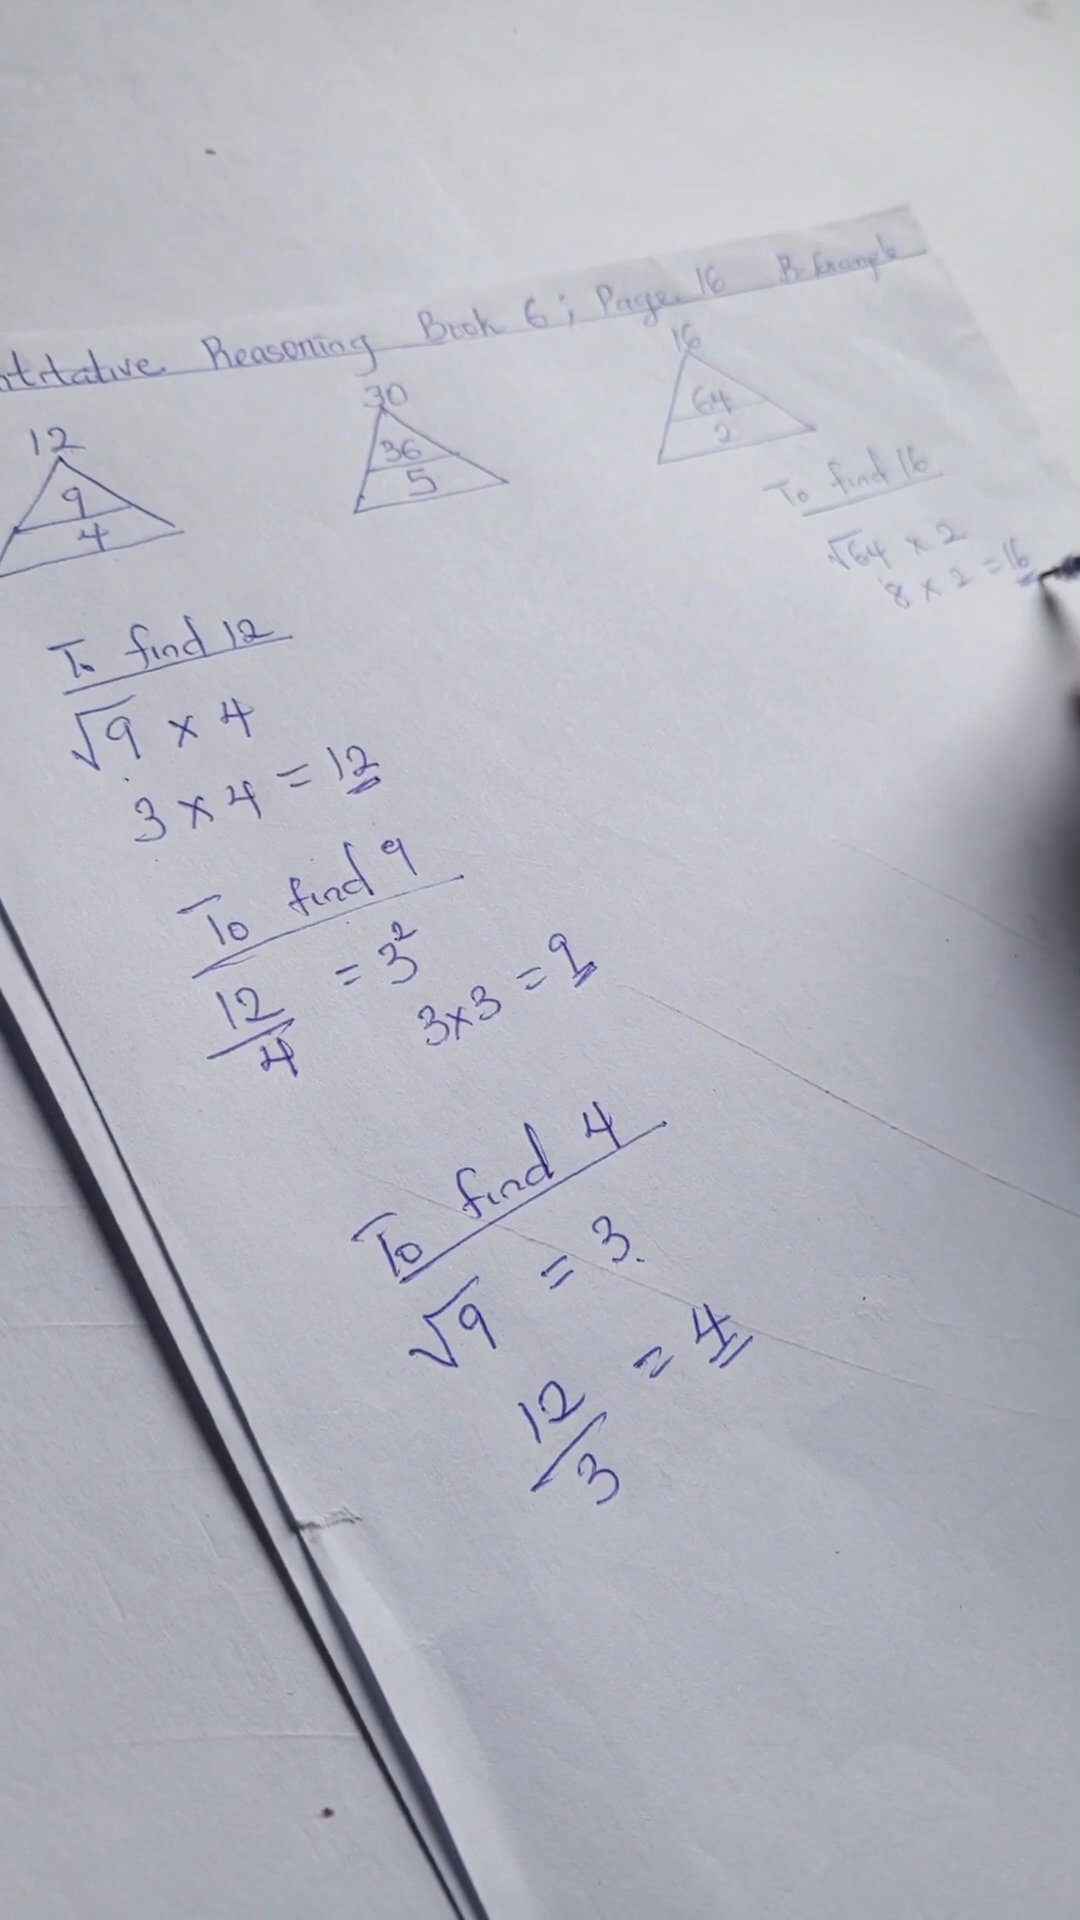 ntitative Reasoning Book 6; Page 16 B-Example
12
9
4
30
36
5
16
64
2
To find 16
√64 × 2
8 × 2 = 16
To find 12
√9 × 4
3 × 4 = 12
To find 9
12/4 = 3²
3×3 = 9
To find 4
√9 = 3
12/3 = 4